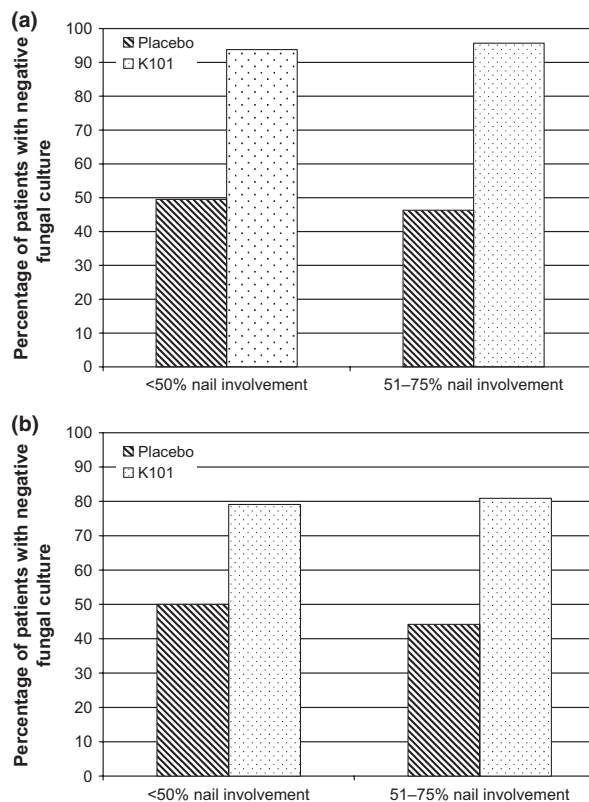 (a)
Percentage of patients with negative
fungal culture
100
90
80
70
60
50
40
30
20
10
0
Placebo
K101
<50% nail involvement
51–75% nail involvement
(b)
Percentage of patients with negative
fungal culture
100
90
80
70
60
50
40
30
20
10
0
Placebo
K101
<50% nail involvement
51–75% nail involvement